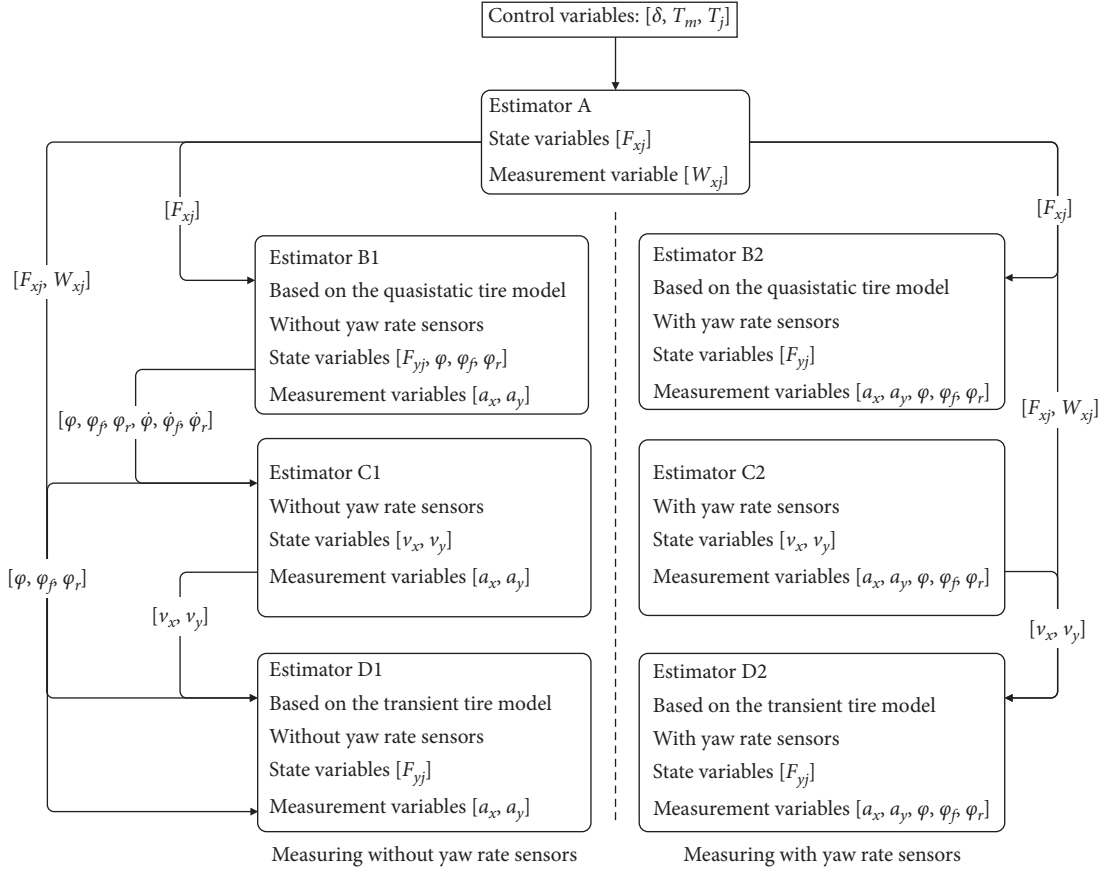 Control variables: [δ, T_m, T_j]
Estimator A
State variables [F_xj]
Measurement variable [W_xj]
[F_xj]
[F_xj]
[F_xj, W_xj]
Estimator B1
Based on the quasistatic tire model
Without yaw rate sensors
State variables [F_yj, φ, φ_f, φ_r]
Measurement variables [a_x, a_y]
Estimator B2
Based on the quasistatic tire model
With yaw rate sensors
State variables [F_yj]
Measurement variables [a_x, a_y, φ, φ_f, φ_r]
[φ, φ_f, φ_r, φ̇, φ̇_f, φ̇_r]
[F_xj, W_xj]
Estimator C1
Without yaw rate sensors
State variables [v_x, v_y]
Measurement variables [a_x, a_y]
Estimator C2
With yaw rate sensors
State variables [v_x, v_y]
Measurement variables [a_x, a_y, φ, φ_f, φ_r]
[φ, φ_f, φ_r]
[v_x, v_y]
[v_x, v_y]
Estimator D1
Based on the transient tire model
Without yaw rate sensors
State variables [F_yj]
Measurement variables [a_x, a_y]
Estimator D2
Based on the transient tire model
With yaw rate sensors
State variables [F_yj]
Measurement variables [a_x, a_y, φ, φ_f, φ_r]
Measuring without yaw rate sensors
Measuring with yaw rate sensors